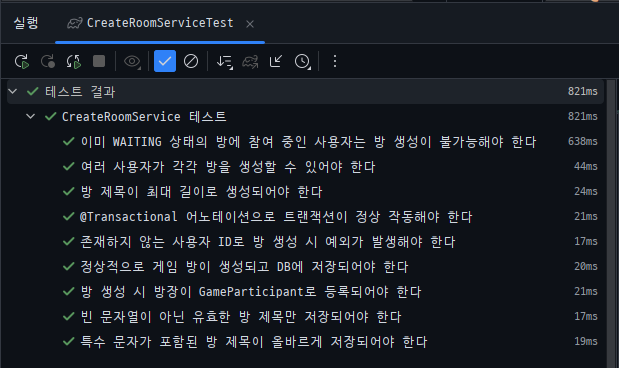 실행 CreateRoomServiceTest
테스트 결과 821ms
CreateRoomService 테스트 821ms
이미 WAITING 상태의 방에 참여 중인 사용자는 방 생성이 불가능해야 한다 638ms
여러 사용자가 각각 방을 생성할 수 있어야 한다 44ms
방 제목이 최대 길이로 생성되어야 한다 24ms
@Transactional 어노테이션으로 트랜잭션이 정상 작동해야 한다 21ms
존재하지 않는 사용자 ID로 방 생성 시 예외가 발생해야 한다 17ms
정상적으로 게임 방이 생성되고 DB에 저장되어야 한다 20ms
방 생성 시 방장이 GameParticipant로 등록되어야 한다 21ms
빈 문자열이 아닌 유효한 방 제목만 저장되어야 한다 17ms
특수 문자가 포함된 방 제목이 올바르게 저장되어야 한다 19ms